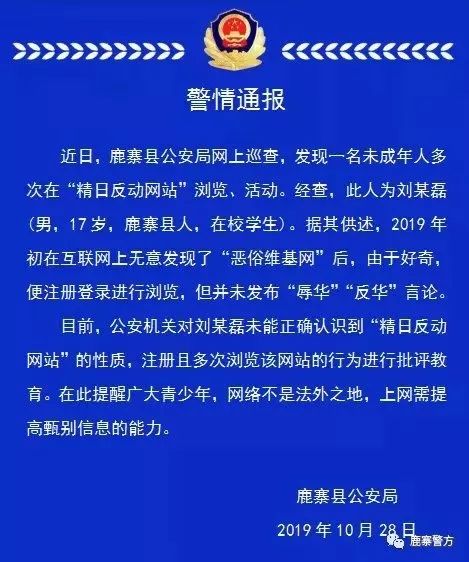 警情通报
近日，鹿寨县公安局网上巡查，发现一名未成年人多
次在“精日反动网站”浏览、活动。经查，此人为刘某磊
(男，17岁，鹿寨县人，在校学生)。据其供述，2019年
初在互联网上无意发现了“恶俗维基网”后，由于好奇，
便注册登录进行浏览，但并未发布“辱华”“反华”言论。
目前，公安机关对刘某磊未能正确认识到“精日反动
网站”的性质，注册且多次浏览该网站的行为进行批评教
育。在此提醒广大青少年，网络不是法外之地，上网需提
高甄别信息的能力。
鹿寨县公安局
2019年10月28日
鹿寨警方